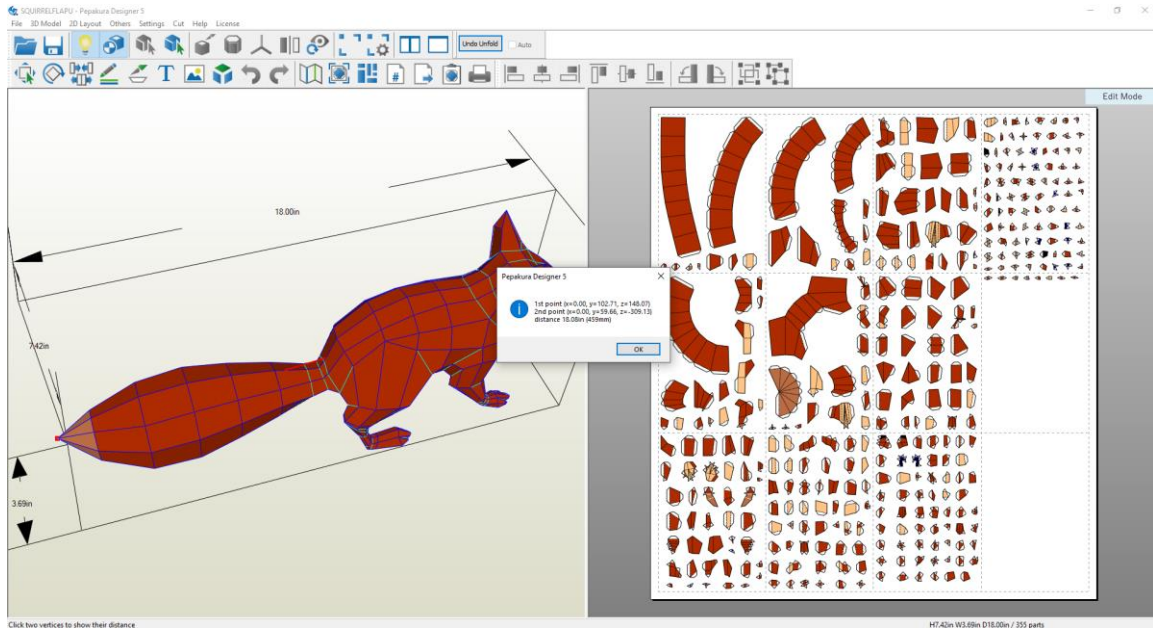 SQUIRRELFLAPU - Pepakura Designer 5
File 3D Model 2D Layout Others Settings Cut Help License
Undo Unfold
Auto
T
#
Edit Mode
18.00in
7.42in
3.69in
Pepakura Designer 5
1st point (x=0.00, y=102.71, z=148.07)
2nd point (x=0.00, y=59.66, z=-309.13)
distance 18.08in (459mm)
OK
Click two vertices to show their distance
H7.42in W3.69in D18.00in / 355 parts